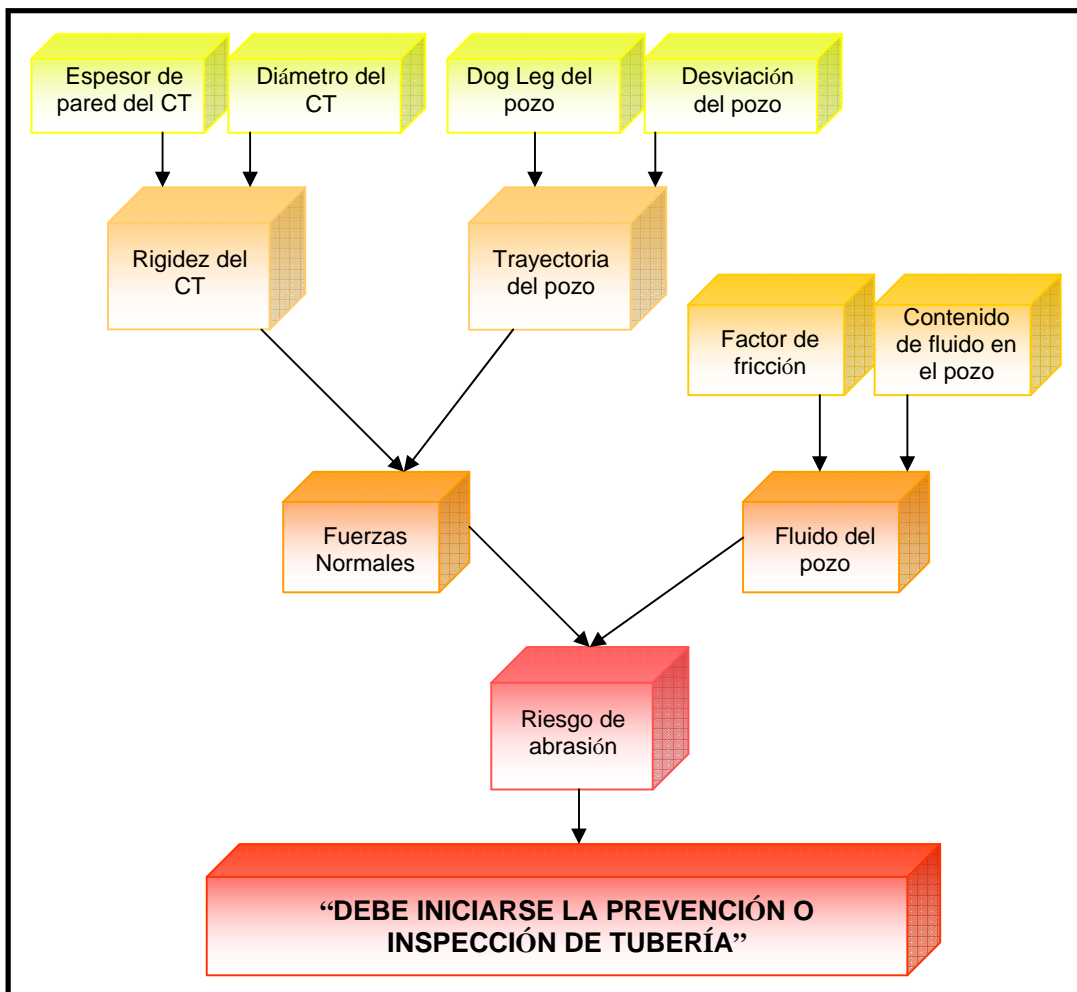 Espesor de
pared del CT
Diámetro del
CT
Dog Leg del
pozo
Desviación
del pozo
Rigidez del
CT
Trayectoria
del pozo
Factor de
fricción
Contenido
de fluido en
el pozo
Fuerzas
Normales
Fluido del
pozo
Riesgo de
abrasión
“DEBE INICIARSE LA PREVENCIÓN O
INSPECCIÓN DE TUBERÍA”